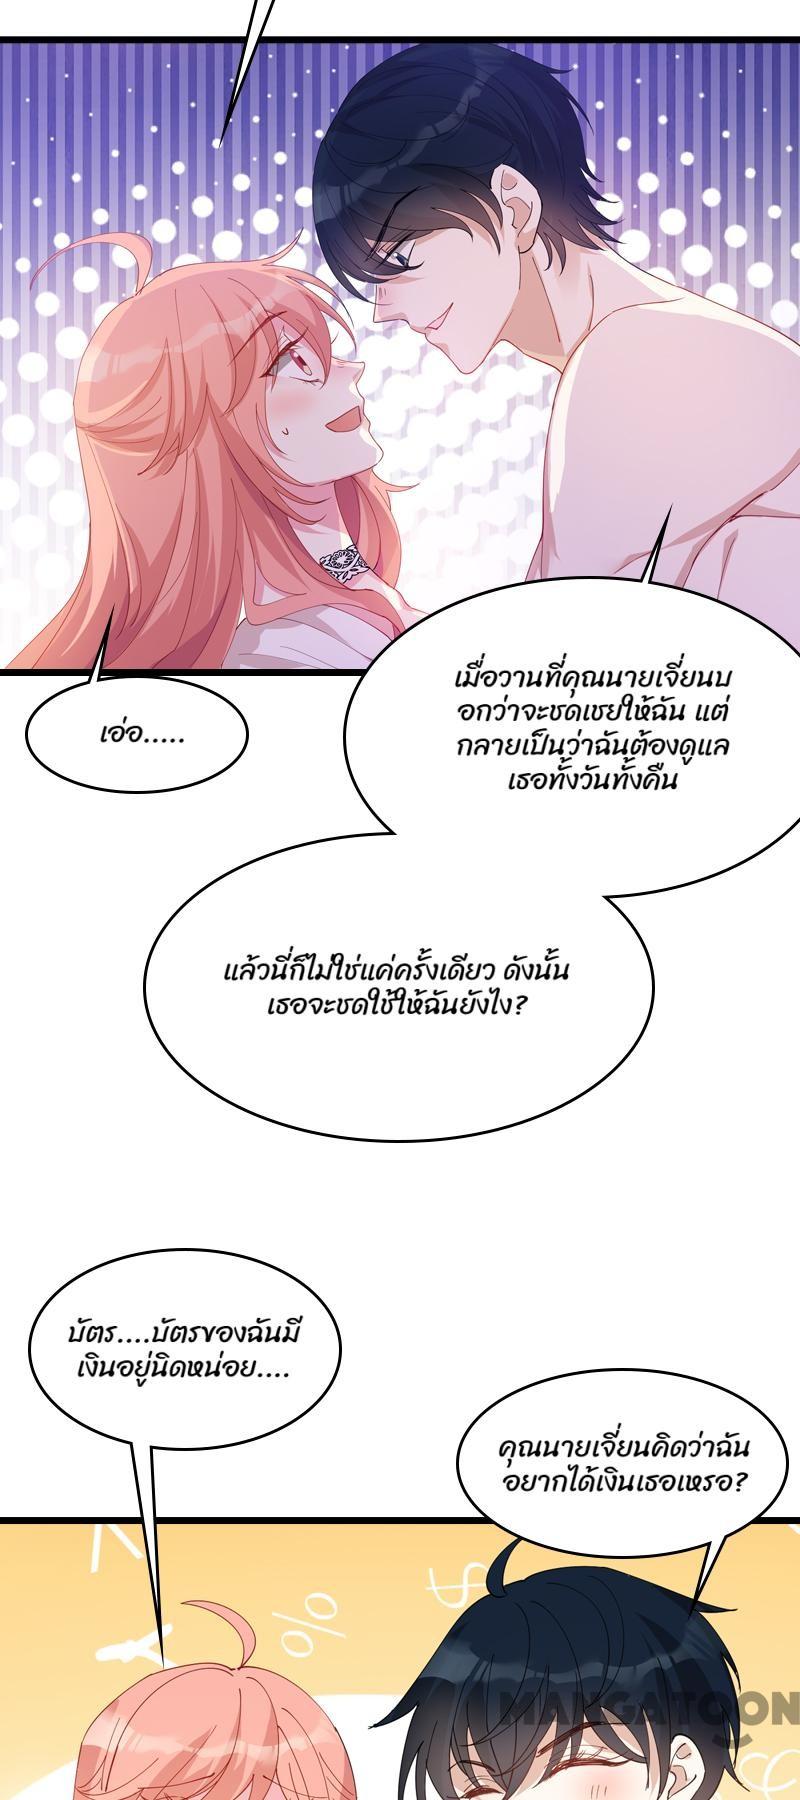 เมื่อวานที่คุณนายเจี่ยนบ
อกว่าจะชดเชยให้ฉัน แต่
กลายเป็นว่าฉันต้องดูแล
เธอทั้งวันทั้งคืน
เอ่อ.....
แล้วนี่ก็ไม่ใช่แค่ครั้งเดียว ดังนั้น
เธอจะชดใช้ให้ฉันยังไง?
บัตร....บัตรของฉันมี
เงินอยู่นิดหน่อย....
คุณนายเจี่ยนคิดว่าฉัน
อยากได้เงินเธอเหรอ?
%
$
MANGATOON